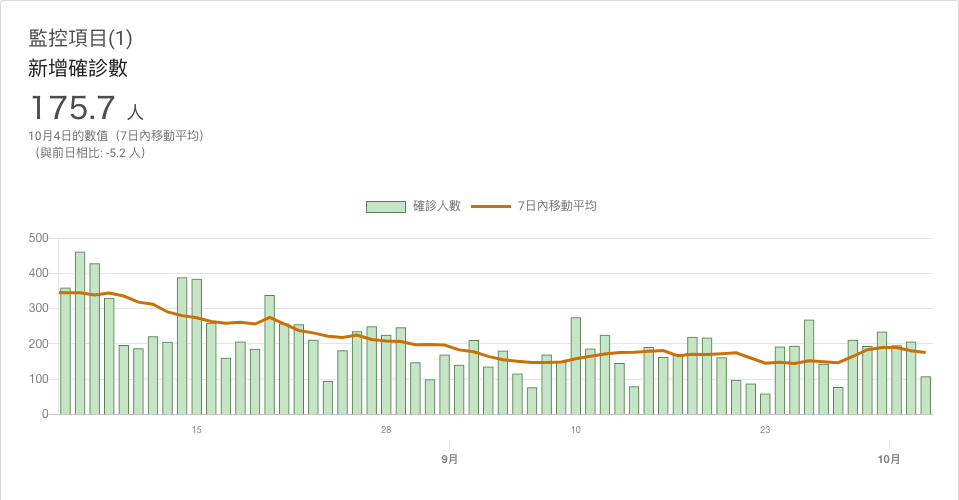 監控項目(1)
新增確診數
175.7 人
10月4日的數值（7日內移動平均）
（與前日相比: -5.2 人）
確診人數 7日內移動平均
500
400
300
200
100
0
15 28 10 23
9月 10月